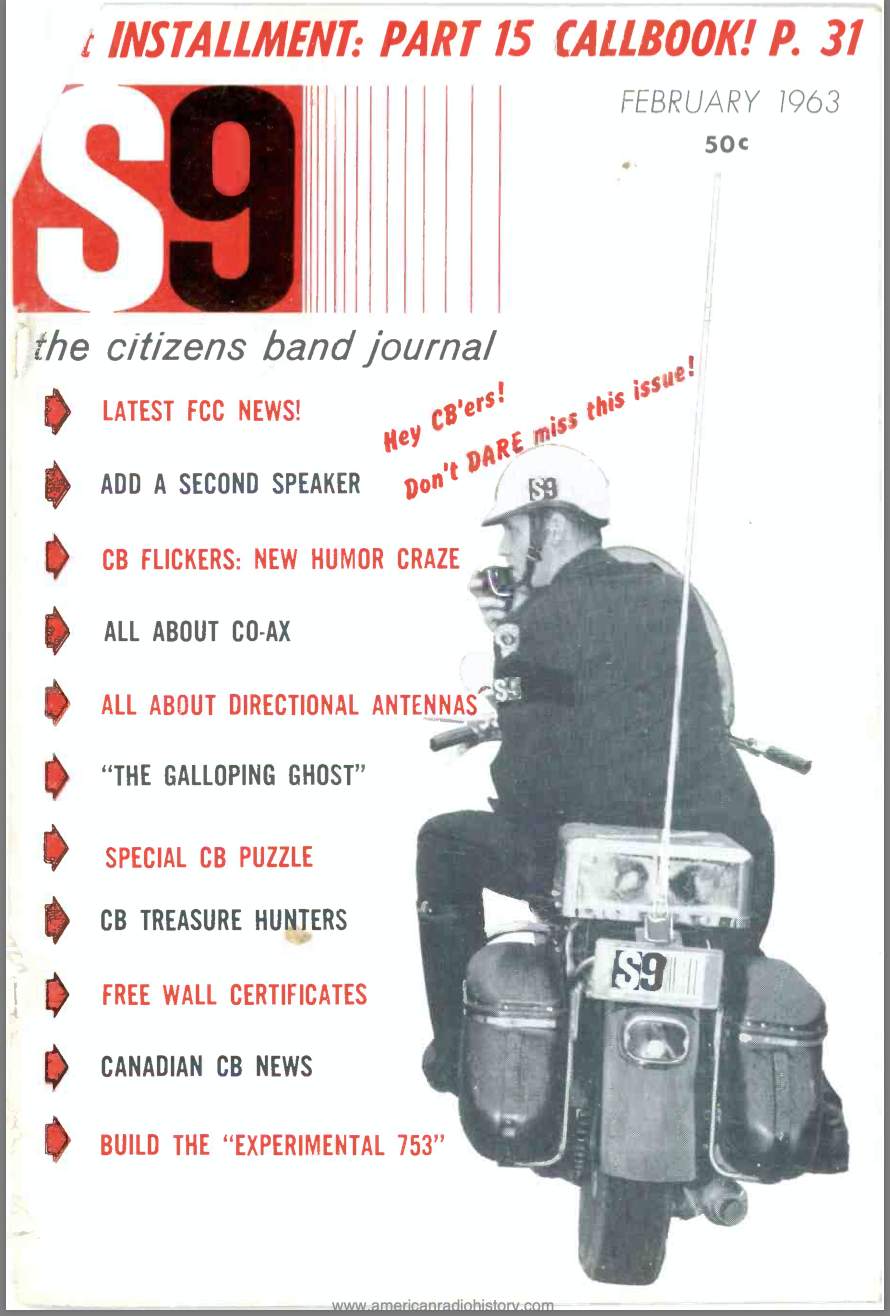 INSTALLMENT: PART 15 CALLBOOK! P. 31
S9
FEBRUARY 1963
50¢
the citizens band journal
Hey CB'ers!
Don't DARE miss this issue!
LATEST FCC NEWS!
ADD A SECOND SPEAKER
CB FLICKERS: NEW HUMOR CRAZE
ALL ABOUT CO-AX
ALL ABOUT DIRECTIONAL ANTENNAS
“THE GALLOPING GHOST”
SPECIAL CB PUZZLE
CB TREASURE HUNTERS
FREE WALL CERTIFICATES
CANADIAN CB NEWS
BUILD THE “EXPERIMENTAL 753”
S9
S9
S9
www.americanradiohistory.com